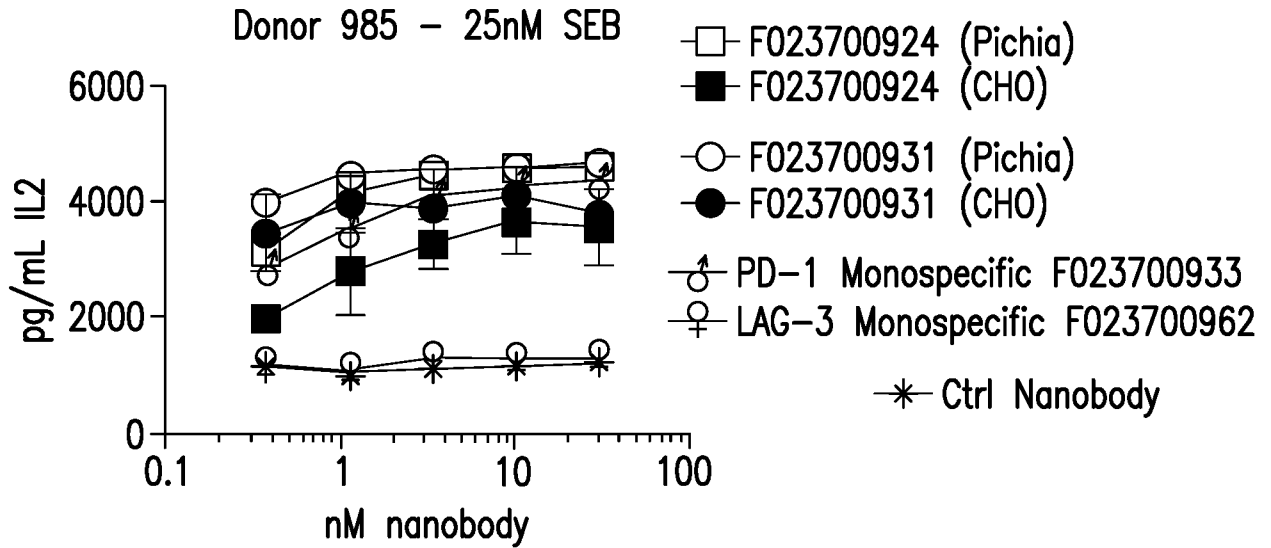 Donor 985 - 25nM SEB
pg/mL IL2
6000
4000
2000
0
0.1
1
10
100
nM nanobody
F023700924 (Pichia)
F023700924 (CHO)
F023700931 (Pichia)
F023700931 (CHO)
PD-1 Monospecific F023700933
LAG-3 Monospecific F023700962
Ctrl Nanobody